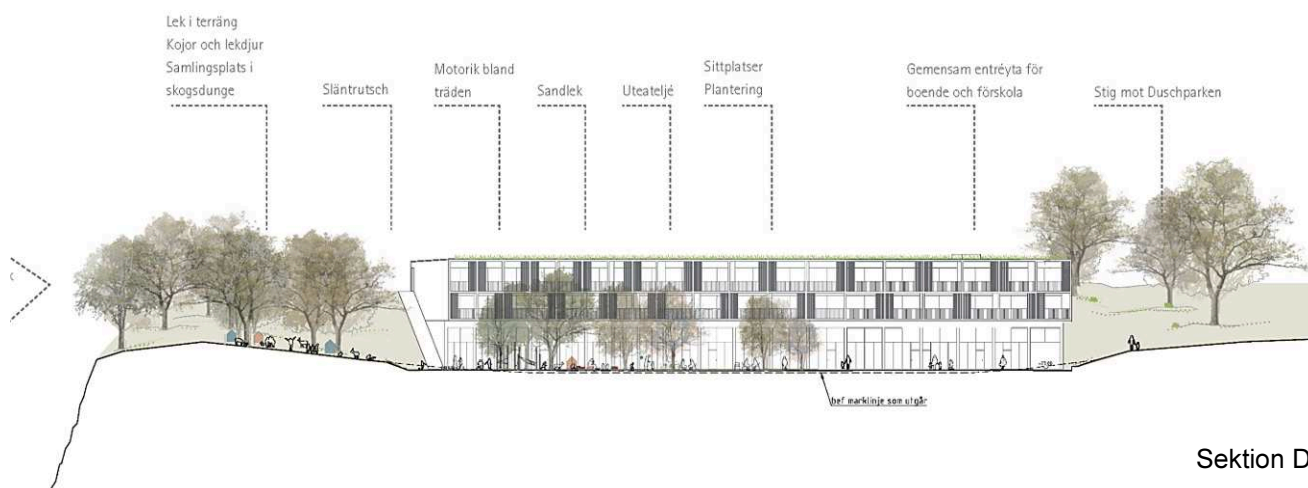 Lek i terräng
Kojor och lekdjur
Samlingsplats i
skogsdunge
Släntrutsch
Motorik bland
träden
Sandlek
Uteateljé
Sittplatser
Plantering
Gemensam entréyta för
boende och förskola
Stig mot Duschparken
bef marklinje som utgår
Sektion D